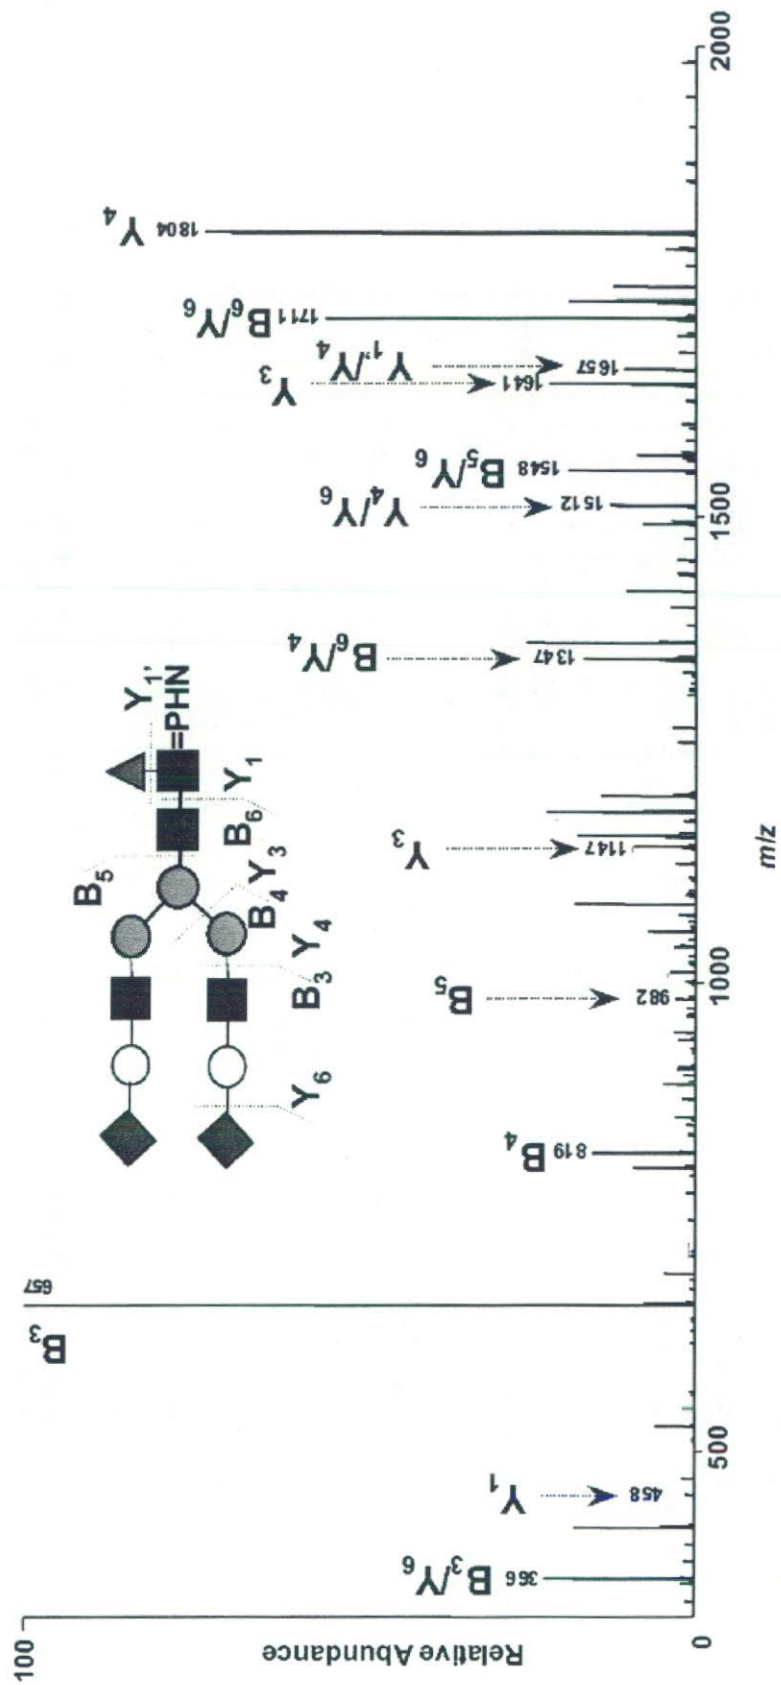 100
Relative Abundance
0
B3/Y6
366
Y1
458
500
B3
657
B4
819
B5
982
1000
Y3
1147
B6/Y4
1347
Y4/Y6
1512
1500
B5/Y6
1548
Y3
1641
Y1'/Y4
1657
B6/Y6
1711
Y4
1804
2000
m/z
Y6
B3
Y4
B4
Y3
B5
B6
Y1
Y1'
=PHN